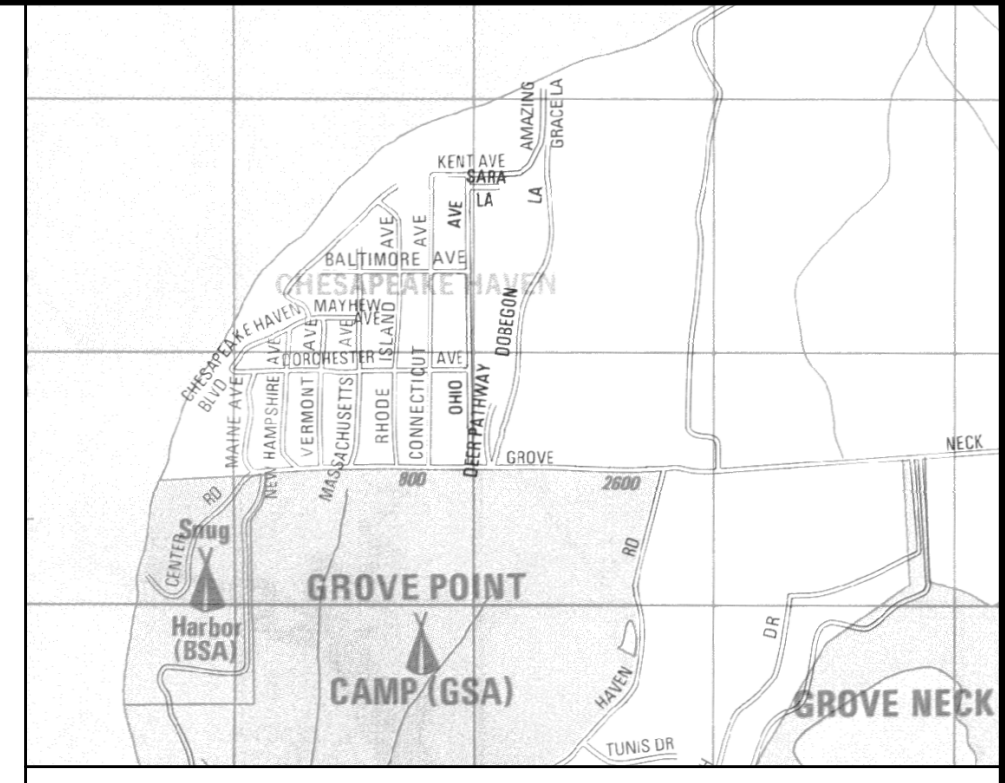 AMAZING
GRACE LA
KENT AVE
SARA
LA
AVE
AVE
AVE
LA
BALTIMORE AVE
CHESAPEAKE HAVEN
MAYHEW
AVE
CHESAPEAKE HAVEN
BLVD
DORCHESTER AVE
MAINE AVE
NEW HAMPSHIRE AVE
VERMONT AVE
MASSACHUSETTS AVE
RHODE ISLAND
CONNECTICUT
OHIO
DEER PATHWAY
DOBEGON
GROVE
NECK
800
2600
CENTER RD
Snug
Harbor
(BSA)
GROVE POINT
CAMP (GSA)
HAVEN RD
TUNIS DR
DR
GROVE NECK